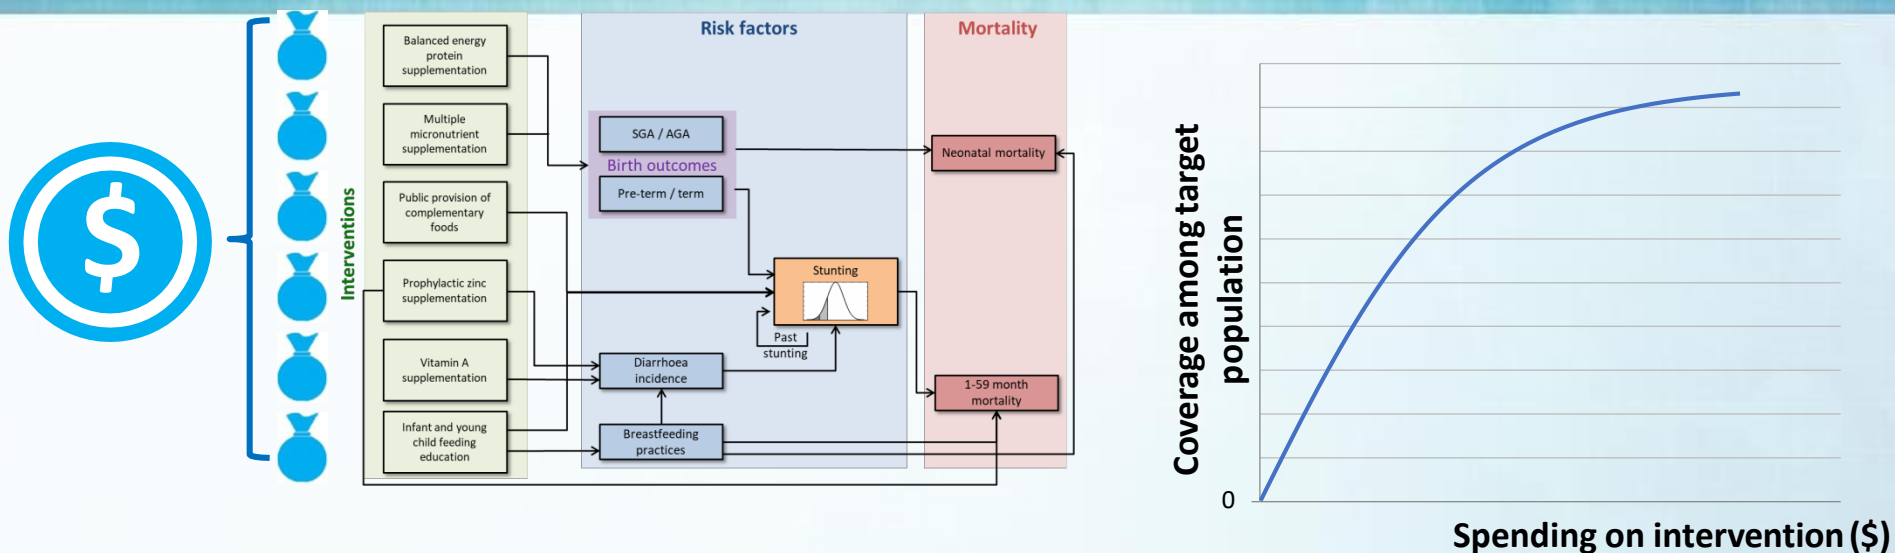 $
Interventions
Balanced energy
protein
supplementation
Multiple
micronutrient
supplementation
Public provision of
complementary
foods
Prophylactic zinc
supplementation
Vitamin A
supplementation
Infant and young
child feeding
education
Risk factors
SGA / AGA
Birth outcomes
Pre-term / term
Stunting
Past
stunting
Diarrhoea
incidence
Breastfeeding
practices
Mortality
Neonatal mortality
1-59 month
mortality
Coverage among target
population
0
Spending on intervention ($)